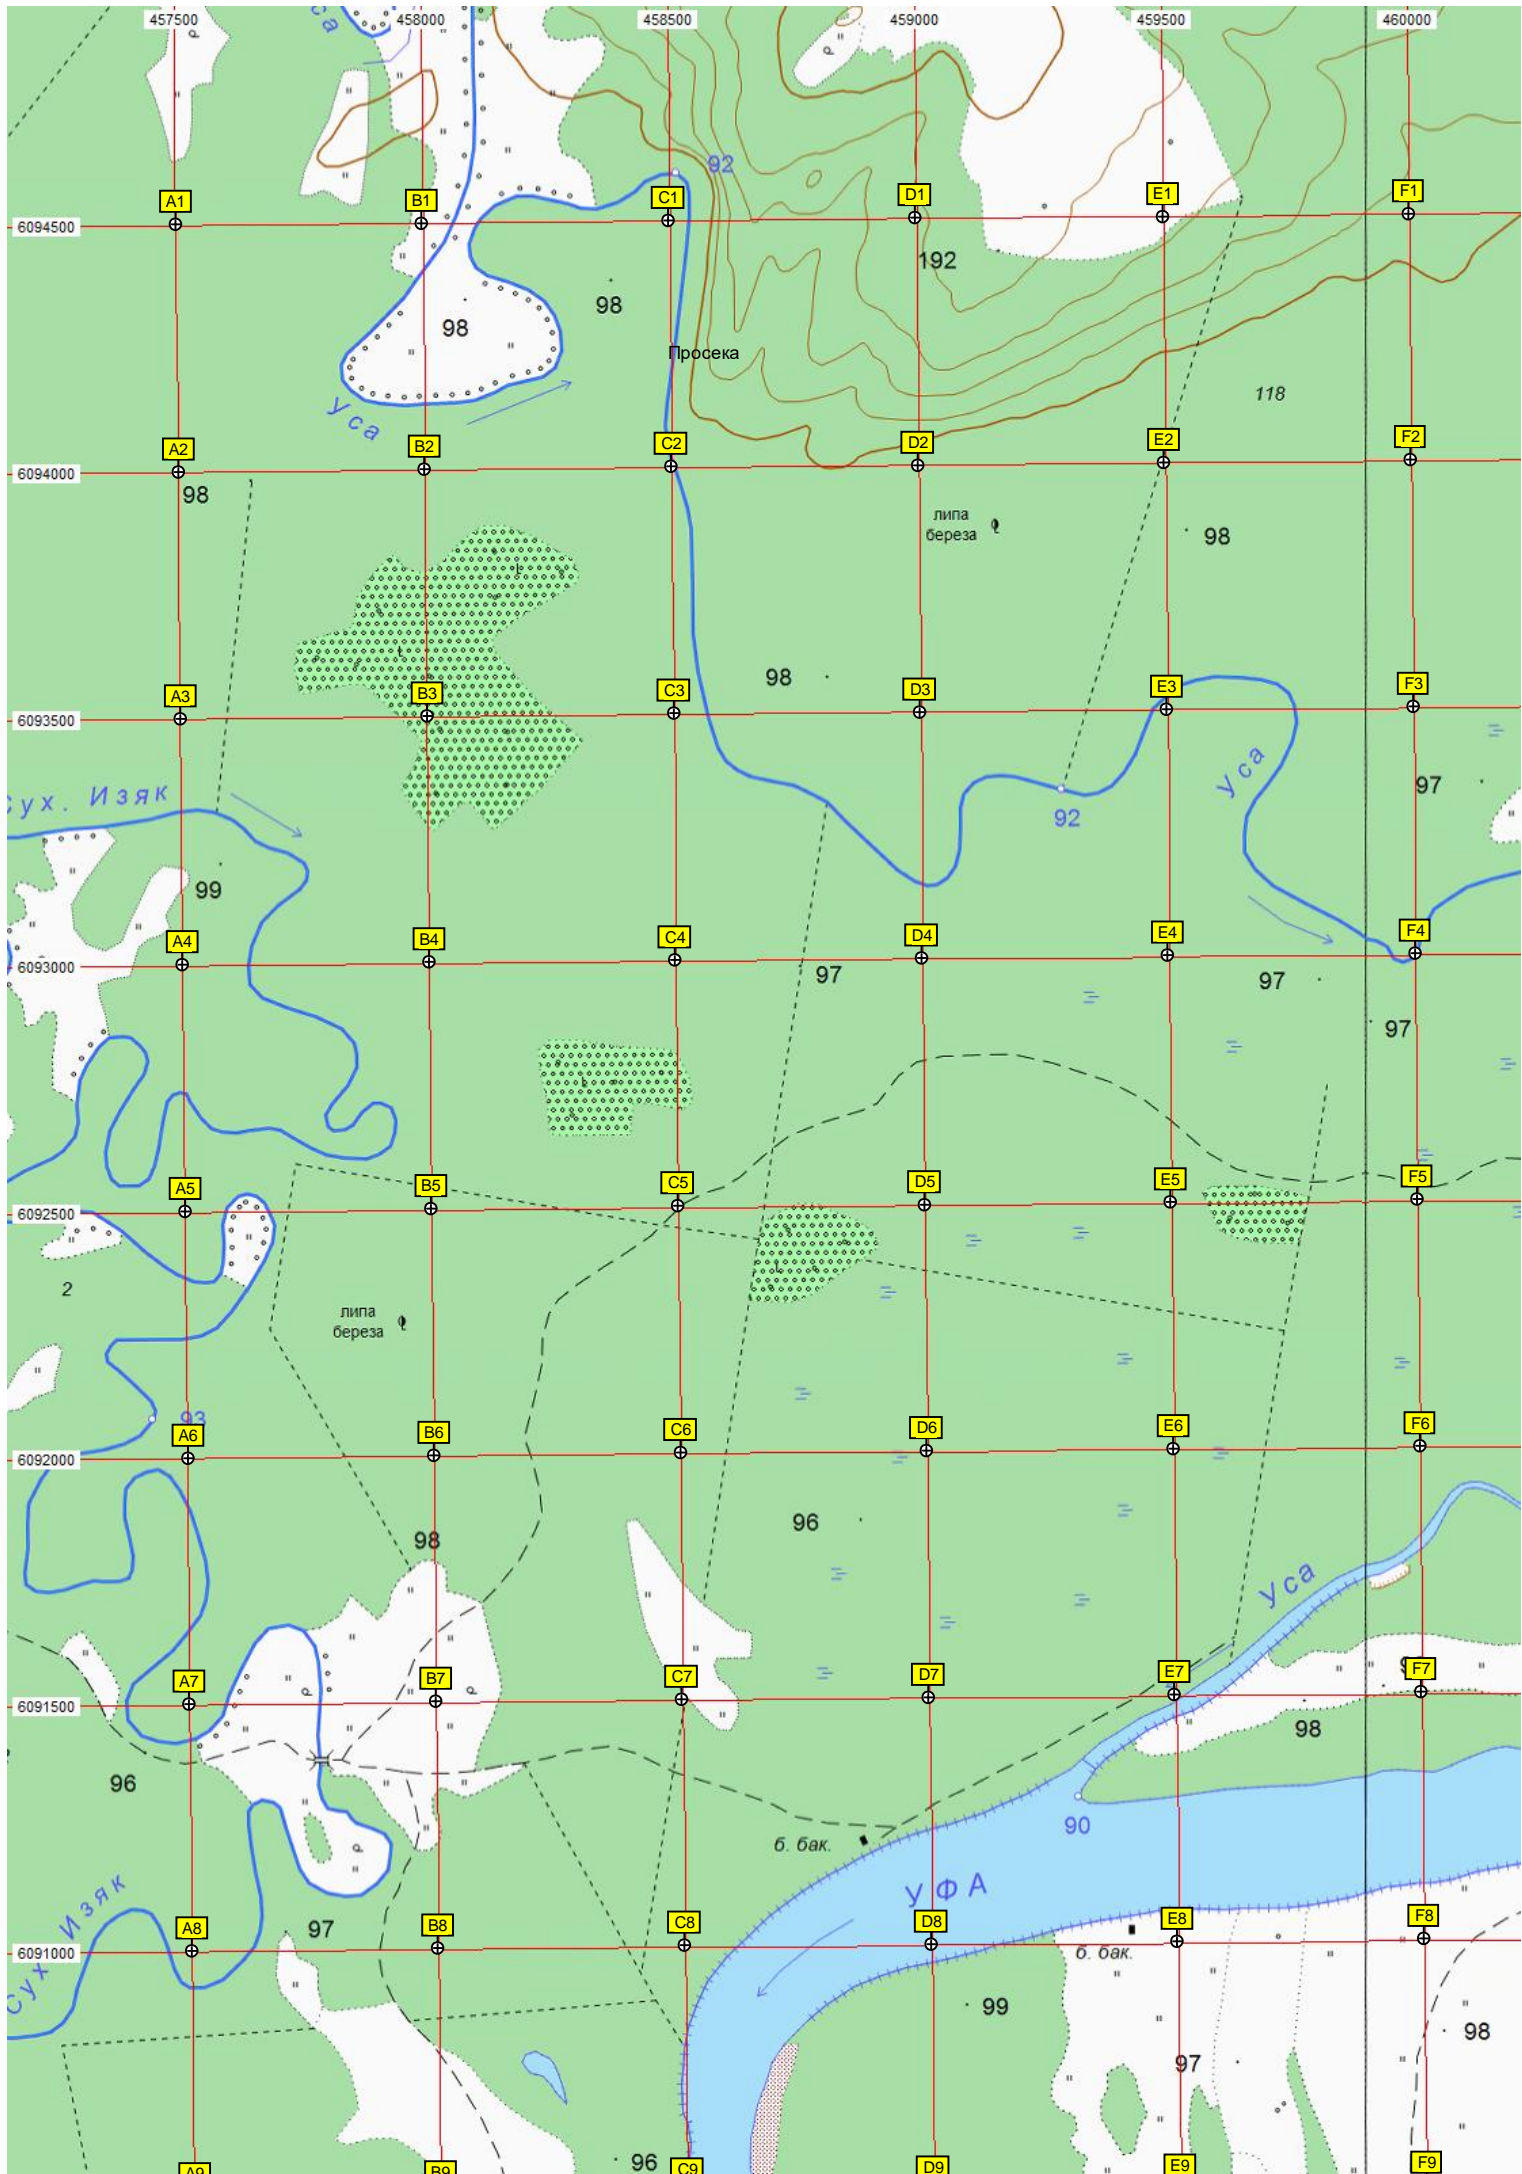 457500 458000 458500 459000 459500 460000
Уса
92
A1 B1 C1 D1 E1 F1
6094500
192
98
98
Просека
118
Уса
A2 B2 C2 D2 E2 F2
6094000
98
липа
береза
98
98
A3 B3 C3 D3 E3 F3
6093500
Уса
97
Сух. Изяк
92
99
A4 B4 C4 D4 E4 F4
6093000
97
97
97
A5 B5 C5 D5 E5 F5
6092500
2
липа
береза
93
A6 B6 C6 D6 E6 F6
6092000
96
98
Уса
A7 B7 C7 D7 E7 F7
6091500
98
96
90
б. бак.
УФА
Сух. Изяк
97
A8 B8 C8 D8 E8 F8
6091000
б. бак.
99
98
97
96
A9 B9 C9 D9 E9 F9